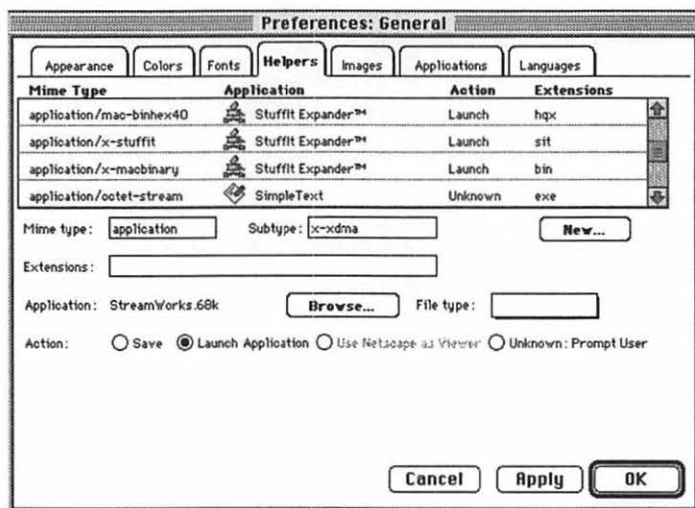 Preferences: General
Appearance Colors Fonts Helpers Images Applications Languages
Mime Type Application Action Extensions
application/mac-binhex40 StuffIt Expander™ Launch hqx
application/x-stuffit StuffIt Expander™ Launch sit
application/x-macbinary StuffIt Expander™ Launch bin
application/octet-stream SimpleText Unknown exe
Mime type: application Subtype: x-xdma New...
Extensions:
Application: StreamWorks.68k Browse... File type:
Action: Save Launch Application Use Netscape as Viewer Unknown: Prompt User
Cancel Apply OK